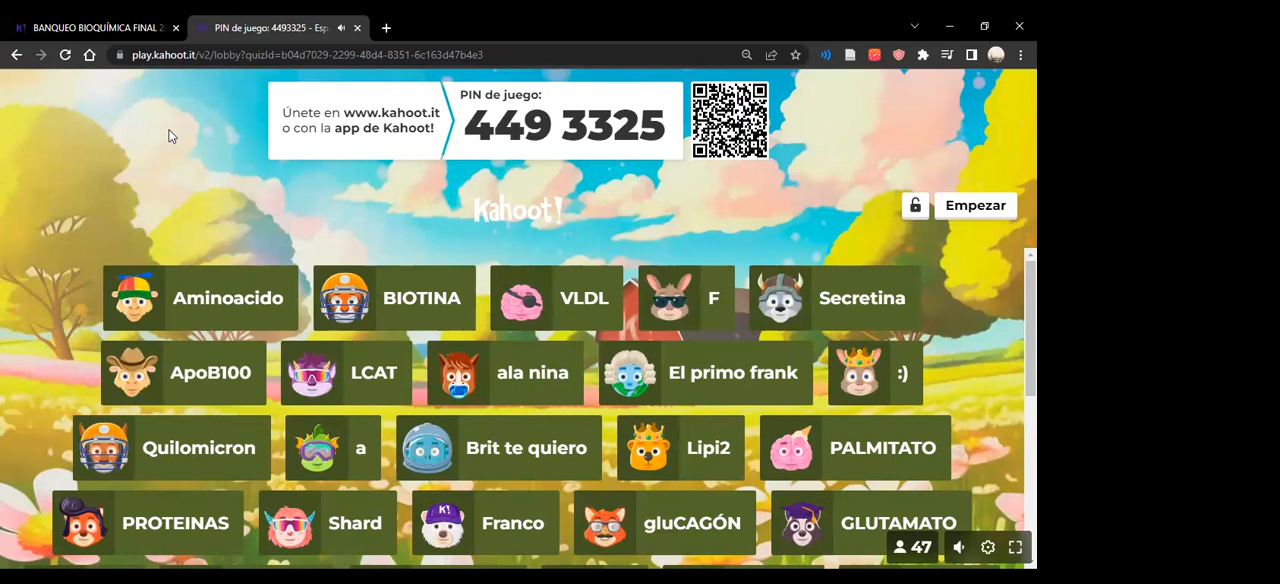 BANQUEO BIOQUÍMICA FINAL 2
PIN de juego: 4493325 - Esp
play.kahoot.it/v2/lobby?quizId=b04d7029-2299-48d4-8351-6c163d47b4e3
Únete en www.kahoot.it
o con la app de Kahoot!
PIN de juego:
449 3325
Kahoot!
Empezar
Aminoacido
BIOTINA
VLDL
F
Secretina
ApoB100
LCAT
ala nina
El primo frank
:)
Quilomicron
a
Brit te quiero
Lipi2
PALMITATO
PROTEINAS
Shard
K!
Franco
gluCAGÓN
GLUTAMATO
47